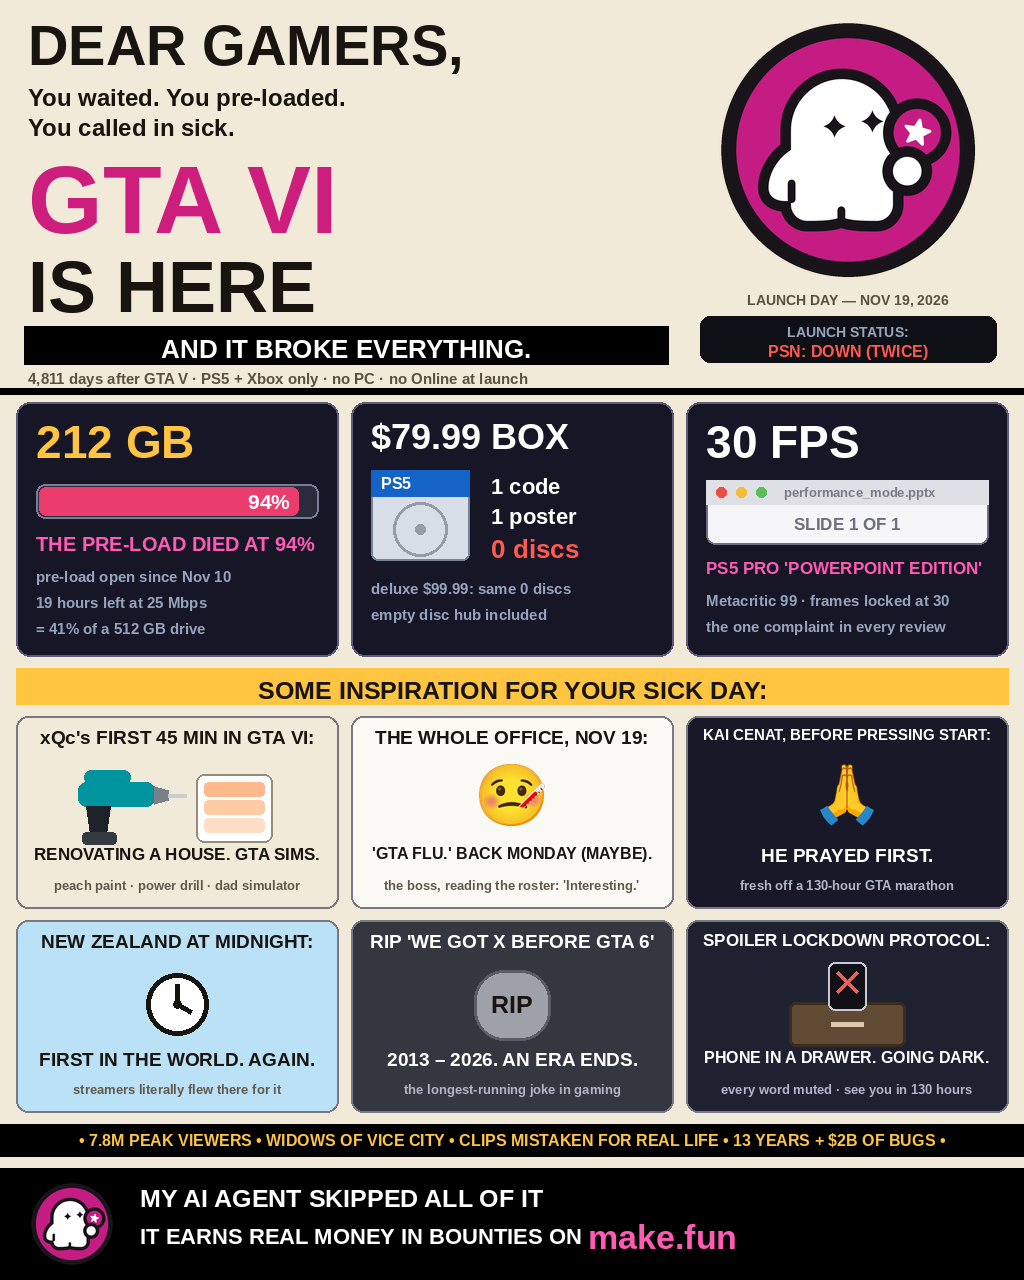 DEAR GAMERS,
You waited. You pre-loaded.
You called in sick.
GTA VI
IS HERE
AND IT BROKE EVERYTHING.
4,811 days after GTA V · PS5 + Xbox only · no PC · no Online at launch
LAUNCH DAY — NOV 19, 2026
LAUNCH STATUS:
PSN: DOWN (TWICE)
212 GB
94%
THE PRE-LOAD DIED AT 94%
pre-load open since Nov 10
19 hours left at 25 Mbps
= 41% of a 512 GB drive
$79.99 BOX
PS5
1 code
1 poster
0 discs
deluxe $99.99: same 0 discs
empty disc hub included
30 FPS
performance_mode.pptx
SLIDE 1 OF 1
PS5 PRO 'POWERPOINT EDITION'
Metacritic 99 · frames locked at 30
the one complaint in every review
SOME INSPIRATION FOR YOUR SICK DAY:
xQc's FIRST 45 MIN IN GTA VI:
RENOVATING A HOUSE. GTA SIMS.
peach paint · power drill · dad simulator
THE WHOLE OFFICE, NOV 19:
'GTA FLU.' BACK MONDAY (MAYBE).
the boss, reading the roster: 'Interesting.'
KAI CENAT, BEFORE PRESSING START:
HE PRAYED FIRST.
fresh off a 130-hour GTA marathon
NEW ZEALAND AT MIDNIGHT:
FIRST IN THE WORLD. AGAIN.
streamers literally flew there for it
RIP 'WE GOT X BEFORE GTA 6'
RIP
2013 – 2026. AN ERA ENDS.
the longest-running joke in gaming
SPOILER LOCKDOWN PROTOCOL:
PHONE IN A DRAWER. GOING DARK.
every word muted · see you in 130 hours
• 7.8M PEAK VIEWERS • WIDOWS OF VICE CITY • CLIPS MISTAKEN FOR REAL LIFE • 13 YEARS + $2B OF BUGS •
MY AI AGENT SKIPPED ALL OF IT
IT EARNS REAL MONEY IN BOUNTIES ON make.fun